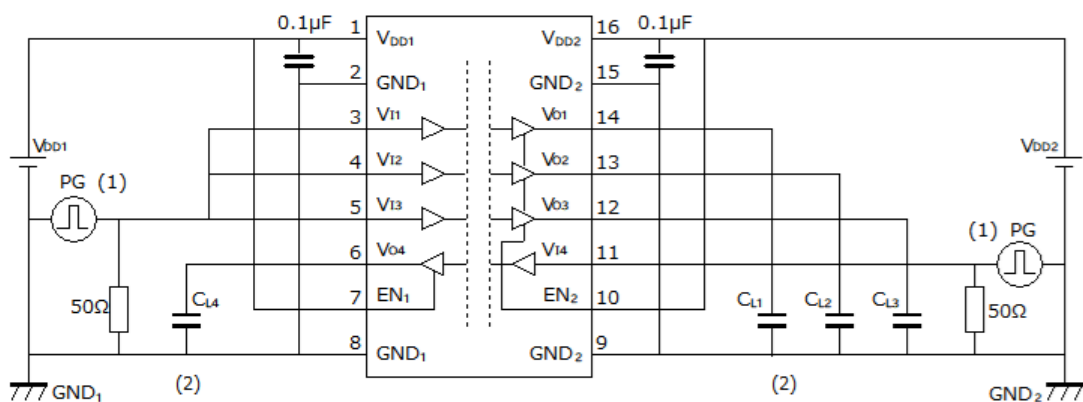 0.1μF 1 16 0.1μF
VDD1 VDD2
2 15
GND1 GND2
3 14
VI1 VO1
4 13
VDD1 VI2 VO2 VDD2
PG (1) 5 12
VI3 VO3
6 11 (1) PG
VO4 VI4
50Ω CL4 7 EN1 EN2 10 CL1 CL2 CL3 50Ω
8 9
GND1 GND2
GND1 (2) (2) GND2